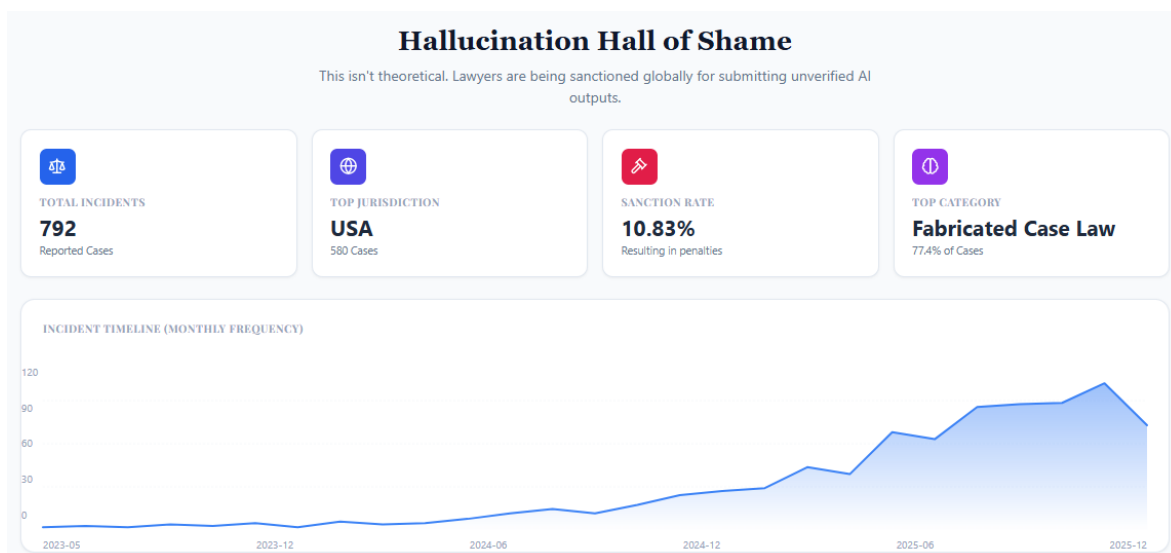 Hallucination Hall of Shame
This isn't theoretical. Lawyers are being sanctioned globally for submitting unverified AI
outputs.
TOTAL INCIDENTS
792
Reported Cases
TOP JURISDICTION
USA
580 Cases
SANCTION RATE
10.83%
Resulting in penalties
TOP CATEGORY
Fabricated Case Law
77.4% of Cases
INCIDENT TIMELINE (MONTHLY FREQUENCY)
120
90
60
30
0
2023-05 2023-12 2024-06 2024-12 2025-06 2025-12